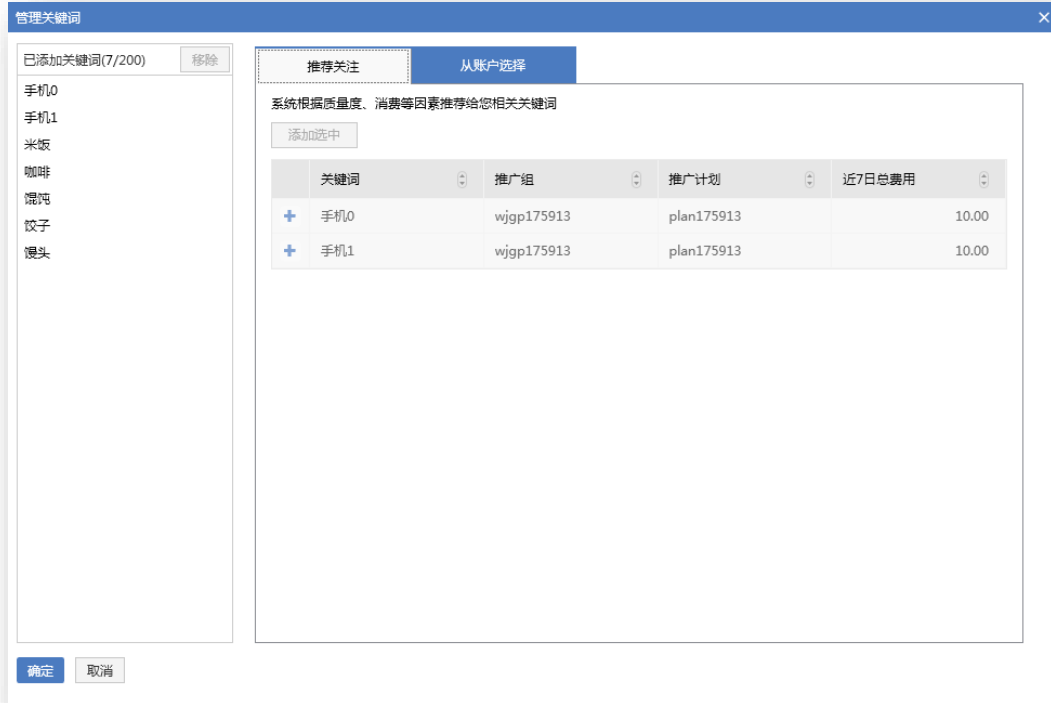 管理关键词
已添加关键词(7/200) 移除
手机0
手机1
米饭
咖啡
馄饨
饺子
馒头
推荐关注 从账户选择
系统根据质量度、消费等因素推荐给您相关关键词
添加选中
关键词 推广组 推广计划 近7日总费用
手机0 wjgp175913 plan175913 10.00
手机1 wjgp175913 plan175913 10.00
确定 取消